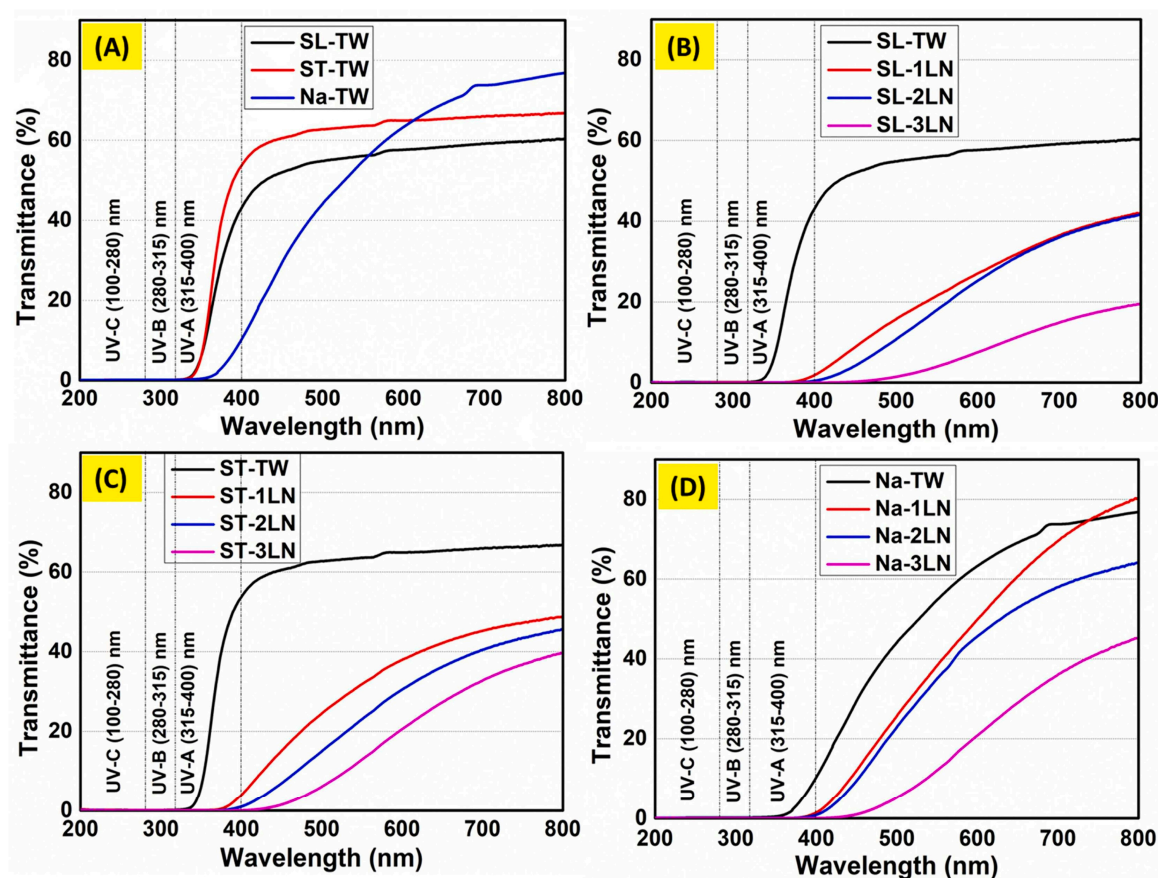 (A)
SL-TW
ST-TW
Na-TW
Transmittance (%)
80
60
40
20
0
UV-C (100-280) nm
UV-B (280-315) nm
UV-A (315-400) nm
200 300 400 500 600 700 800
Wavelength (nm)
(B)
SL-TW
SL-1LN
SL-2LN
SL-3LN
Transmittance (%)
80
60
40
20
0
UV-C (100-280) nm
UV-B (280-315) nm
UV-A (315-400) nm
200 300 400 500 600 700 800
Wavelength (nm)
(C)
ST-TW
ST-1LN
ST-2LN
ST-3LN
Transmittance (%)
80
60
40
20
0
UV-C (100-280) nm
UV-B (280-315) nm
UV-A (315-400) nm
200 300 400 500 600 700 800
Wavelength (nm)
(D)
Na-TW
Na-1LN
Na-2LN
Na-3LN
Transmittance (%)
80
60
40
20
0
UV-C (100-280) nm
UV-B (280-315) nm
UV-A (315-400) nm
200 300 400 500 600 700 800
Wavelength (nm)